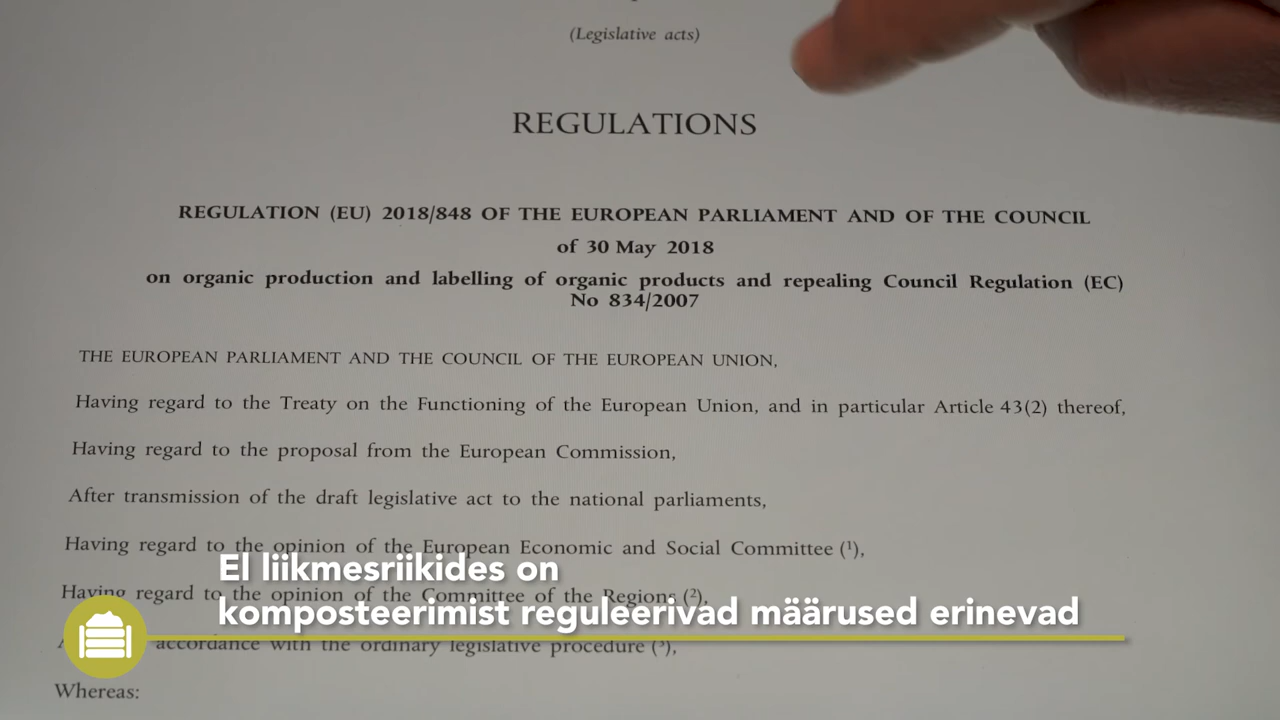 (Legislative acts)
REGULATIONS
REGULATION (EU) 2018/848 OF THE EUROPEAN PARLIAMENT AND OF THE COUNCIL
of 30 May 2018
on organic production and labelling of organic products and repealing Council Regulation (EC)
No 834/2007
THE EUROPEAN PARLIAMENT AND THE COUNCIL OF THE EUROPEAN UNION,
Having regard to the Treaty on the Functioning of the European Union, and in particular Article 43(2) thereof,
Having regard to the proposal from the European Commission,
After transmission of the draft legislative act to the national parliaments,
Having regard to the opinion of the European Economic and Social Committee (¹),
El liikmesriikides on
Having regard to the opinion of the Committee of the Regions (²),
komposteerimist reguleerivad määrused erinevad
accordance with the ordinary legislative procedure (³),
Whereas: